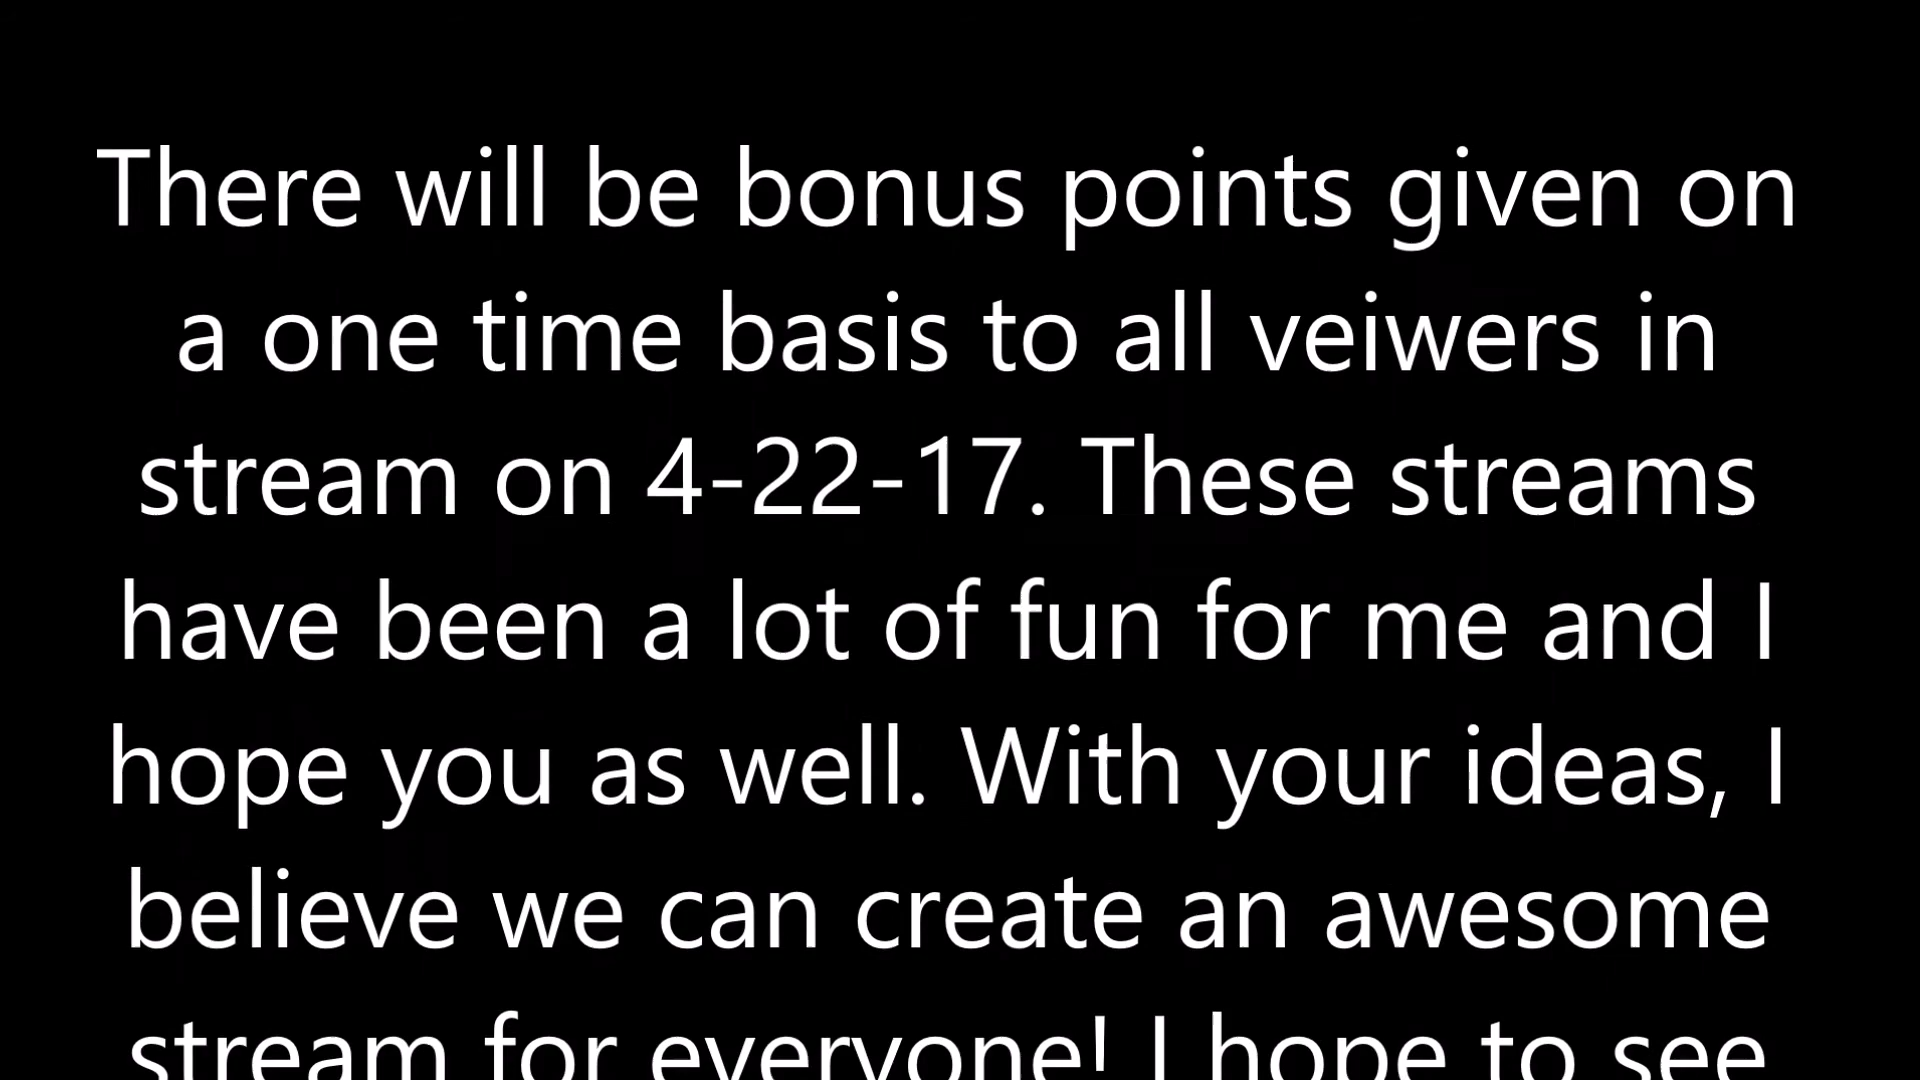 There will be bonus points given on
a one time basis to all veiwers in
stream on 4-22-17. These streams
have been a lot of fun for me and I
hope you as well. With your ideas, I
believe we can create an awesome
stream for everyone! I hope to see